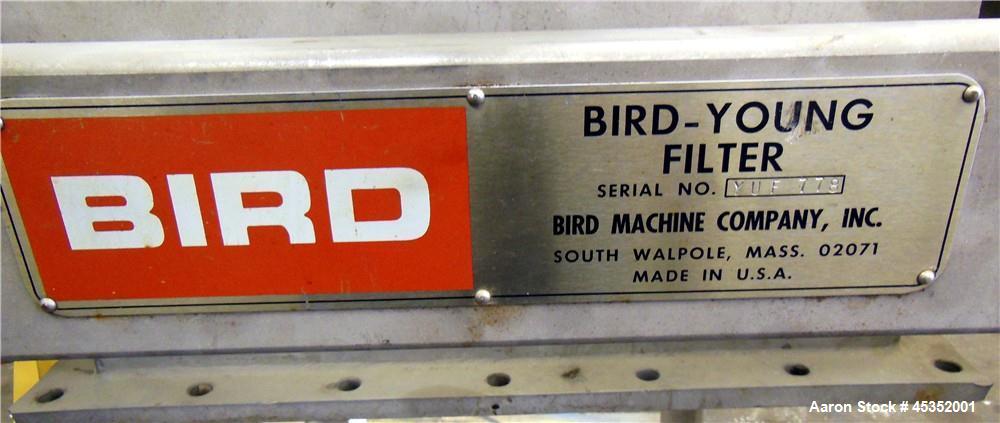 BIRD
BIRD-YOUNG
FILTER
SERIAL NO. YUF 778
BIRD MACHINE COMPANY, INC.
SOUTH WALPOLE, MASS. 02071
MADE IN U.S.A.
Aaron Stock # 45352001